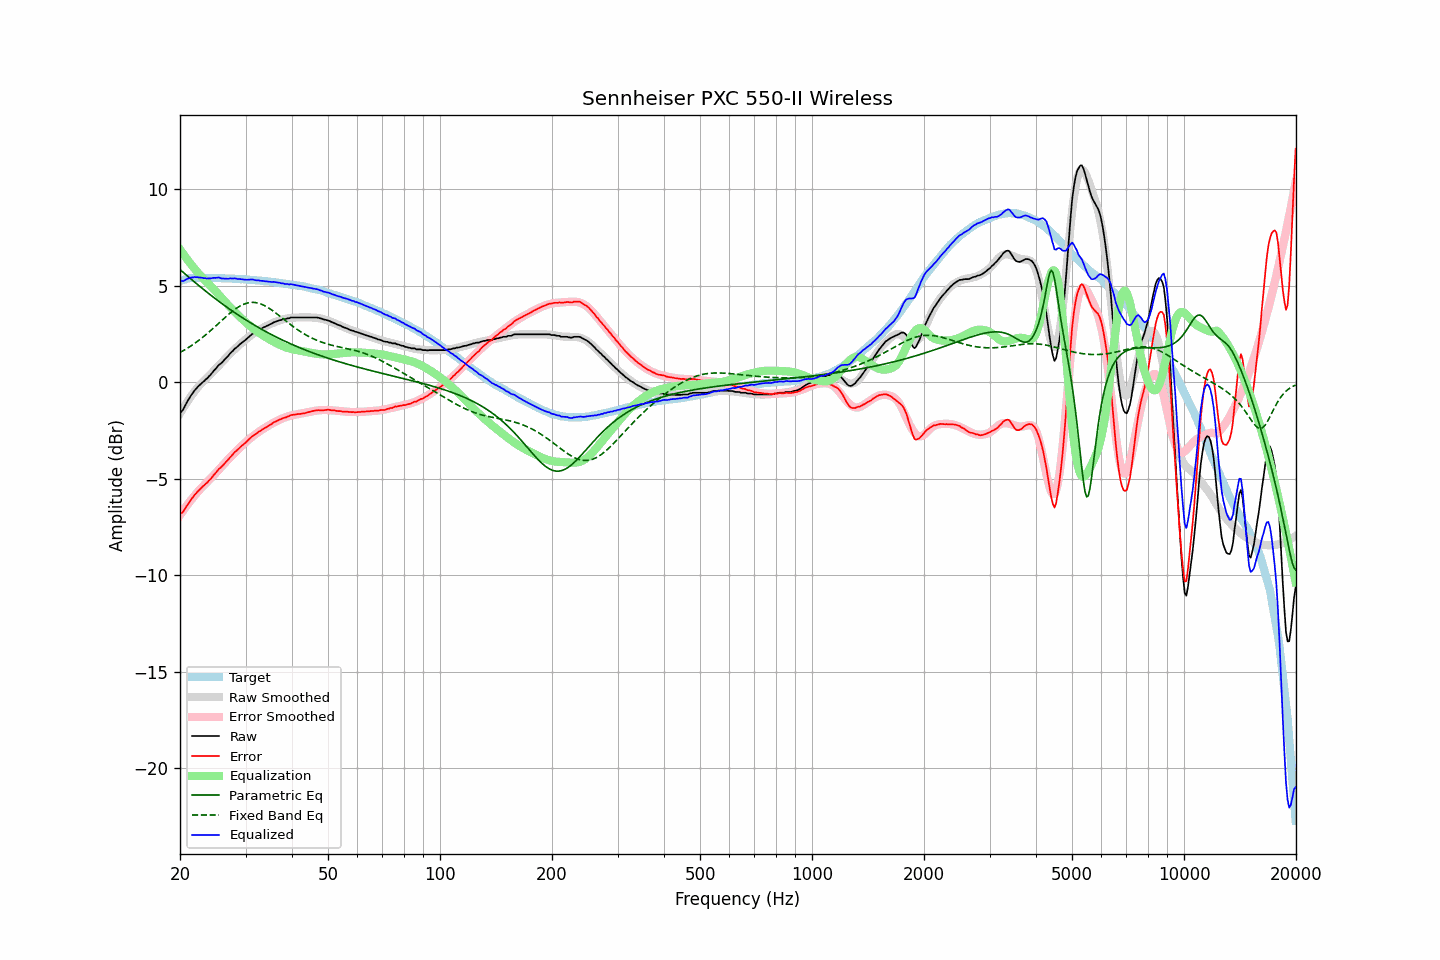 Sennheiser PXC 550-II Wireless
Amplitude (dBr)
10
5
0
−5
−10
−15
−20
Target
Raw Smoothed
Error Smoothed
Raw
Error
Equalization
Parametric Eq
Fixed Band Eq
Equalized
20 50 100 200 500 1000 2000 5000 10000 20000
Frequency (Hz)